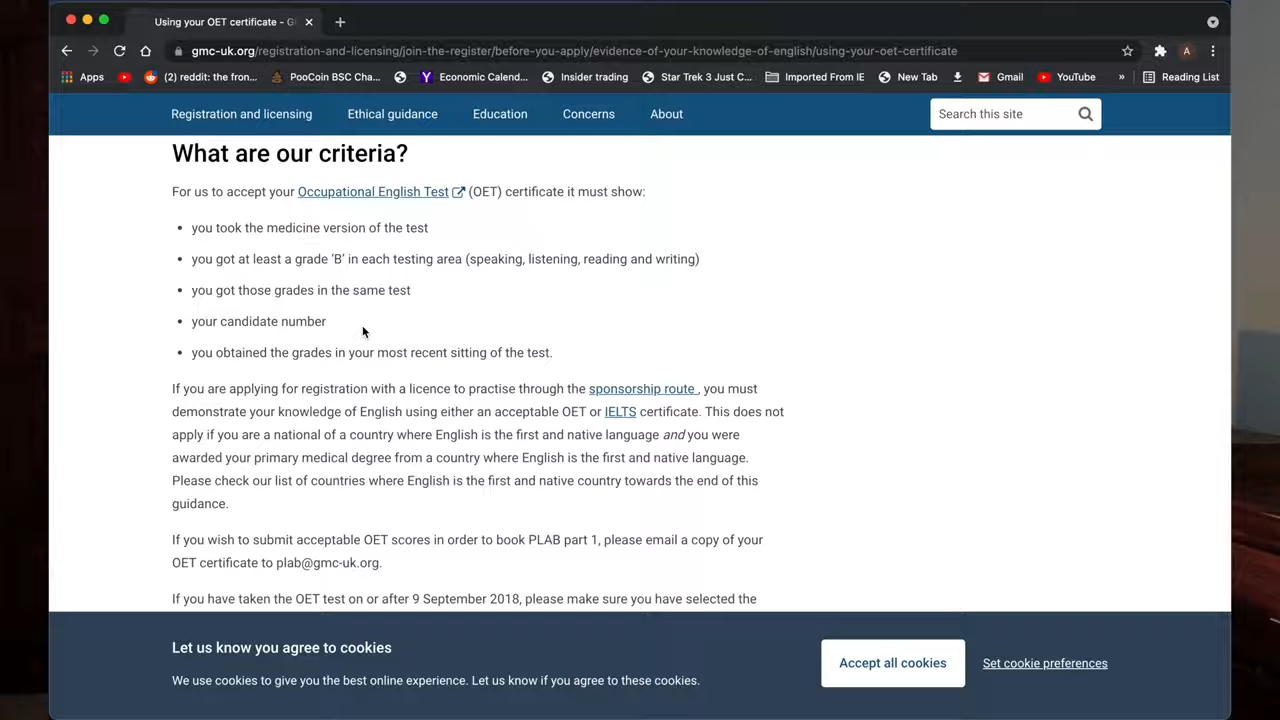 Using your OET certificate - G
gmc-uk.org/registration-and-licensing/join-the-register/before-you-apply/evidence-of-your-knowledge-of-english/using-your-oet-certificate
A
Apps
(2) reddit: the fron...
PooCoin BSC Cha...
Economic Calend...
Insider trading
Star Trek 3 Just C...
Imported From IE
New Tab
Gmail
YouTube
»
Reading List
Registration and licensing
Ethical guidance
Education
Concerns
About
Search this site
What are our criteria?
For us to accept your Occupational English Test (OET) certificate it must show:
• you took the medicine version of the test
• you got at least a grade ‘B’ in each testing area (speaking, listening, reading and writing)
• you got those grades in the same test
• your candidate number
• you obtained the grades in your most recent sitting of the test.
If you are applying for registration with a licence to practise through the sponsorship route , you must
demonstrate your knowledge of English using either an acceptable OET or IELTS certificate. This does not
apply if you are a national of a country where English is the first and native language and you were
awarded your primary medical degree from a country where English is the first and native language.
Please check our list of countries where English is the first and native country towards the end of this
guidance.
If you wish to submit acceptable OET scores in order to book PLAB part 1, please email a copy of your
OET certificate to plab@gmc-uk.org.
If you have taken the OET test on or after 9 September 2018, please make sure you have selected the
Let us know you agree to cookies
We use cookies to give you the best online experience. Let us know if you agree to these cookies.
Accept all cookies
Set cookie preferences